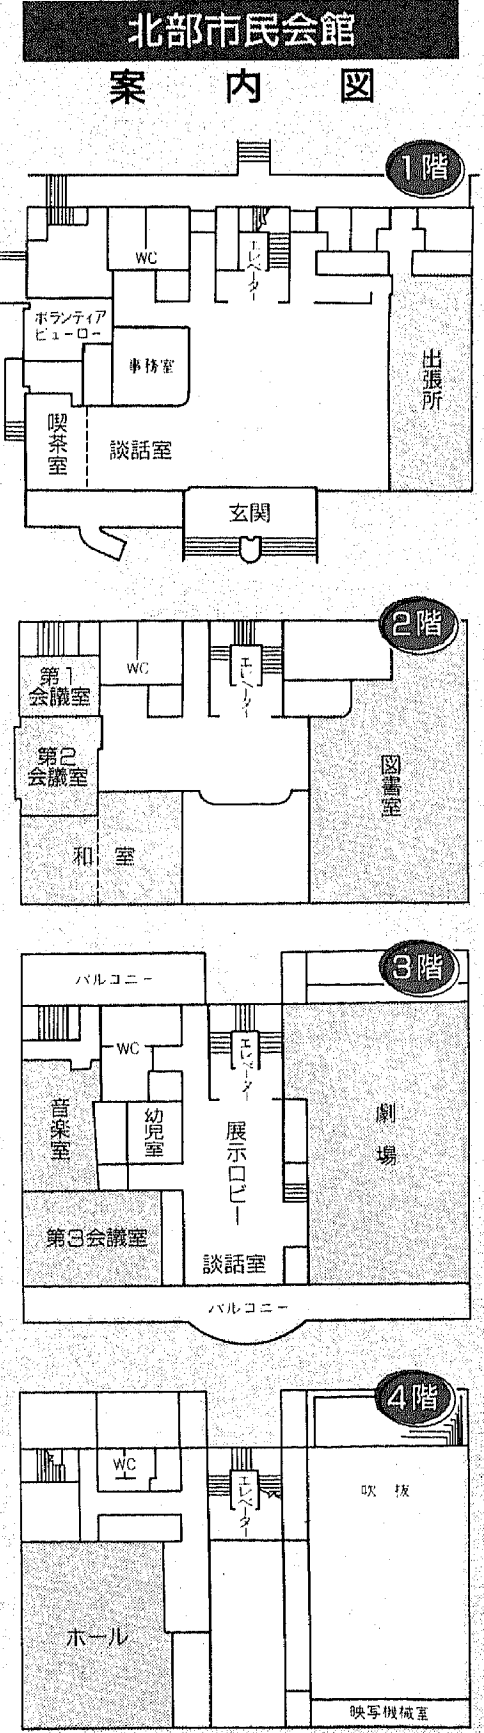 北部市民会館
案内図
1階
WC
エレベーター
ボランティア
ビューロー
事務室
出張所
喫茶室
談話室
玄関
2階
第1
会議室
WC
エレベーター
第2
会議室
図書室
和室
3階
バルコニー
WC
エレベーター
音楽室
幼児室
展示ロビー
劇場
第3会議室
談話室
バルコニー
4階
WC
エレベーター
吹抜
ホール
映写機械室